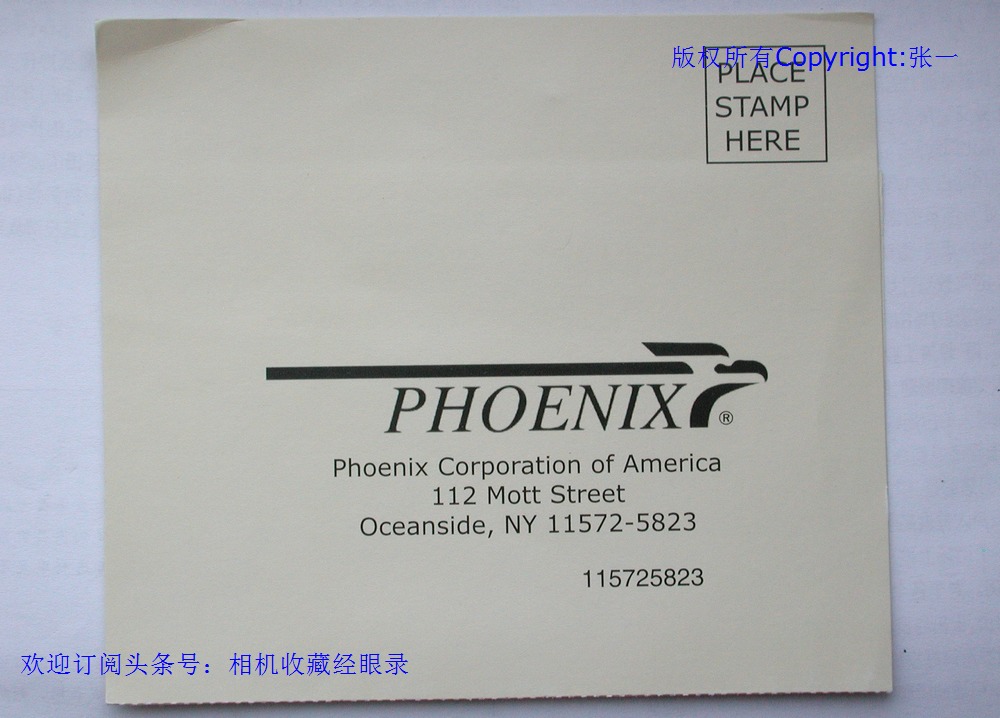 版权所有Copyright:张一
PLACE
STAMP
HERE
PHOENIX®
Phoenix Corporation of America
112 Mott Street
Oceanside, NY 11572-5823
115725823
欢迎订阅头条号：相机收藏经眼录